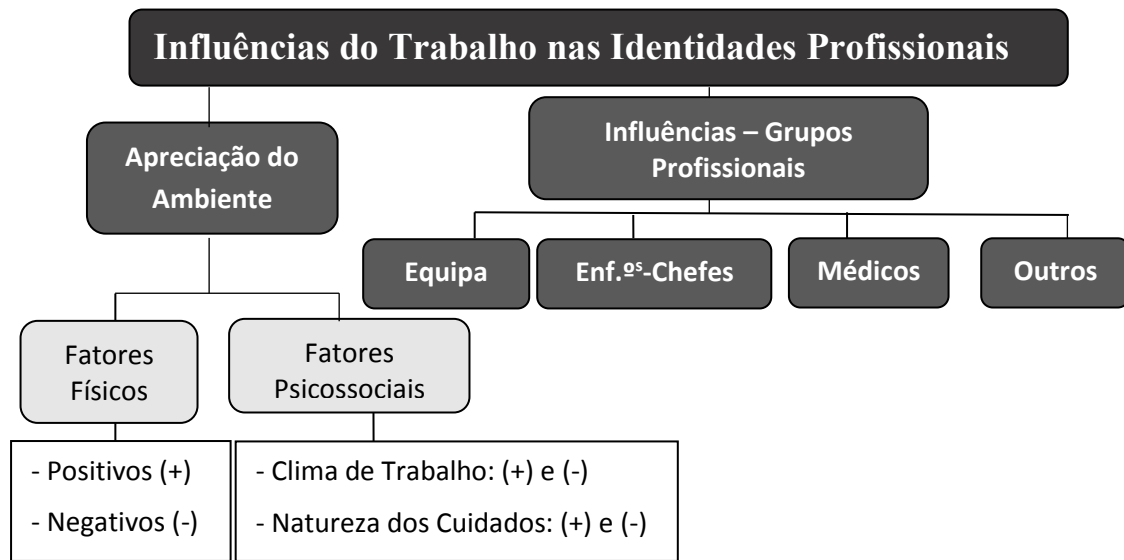 Influências do Trabalho nas Identidades Profissionais
Apreciação do
Ambiente
Influências – Grupos
Profissionais
Equipa
Enf.ºˢ-Chefes
Médicos
Outros
Fatores
Físicos
Fatores
Psicossociais
- Positivos (+)
- Negativos (-)
- Clima de Trabalho: (+) e (-)
- Natureza dos Cuidados: (+) e (-)